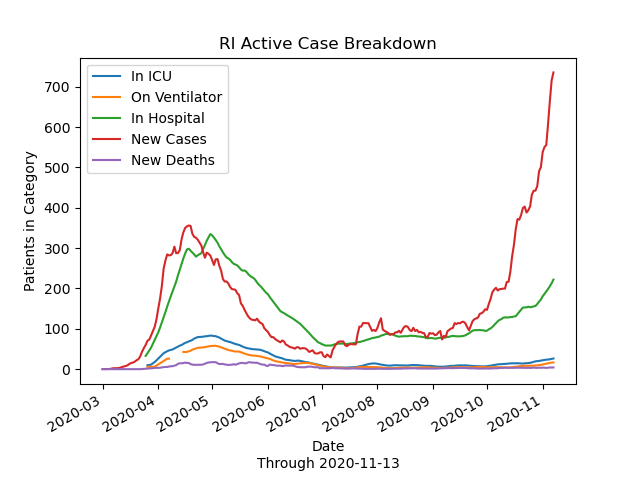 RI Active Case Breakdown
In ICU
On Ventilator
In Hospital
New Cases
New Deaths
Patients in Category
700
600
500
400
300
200
100
0
2020-03
2020-04
2020-05
2020-06
2020-07
2020-08
2020-09
2020-10
2020-11
Date
Through 2020-11-13